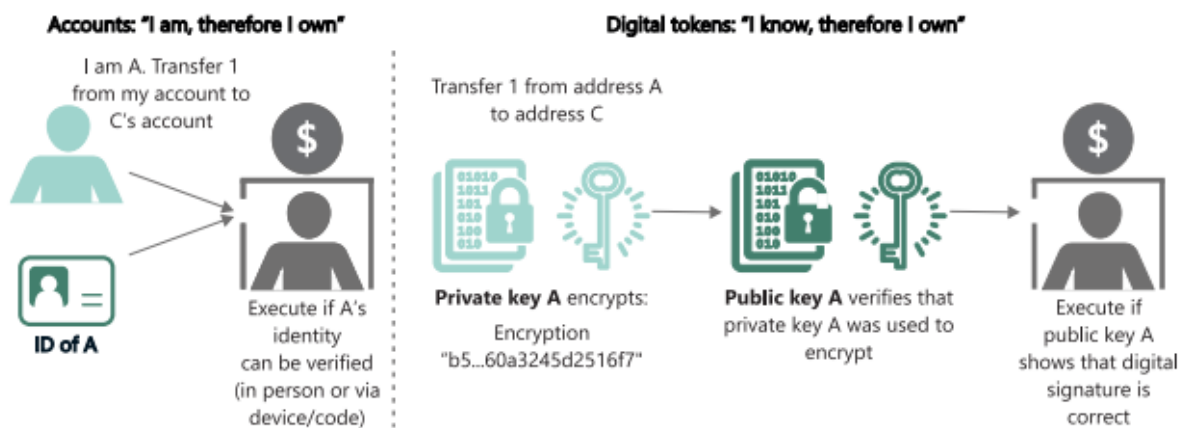 Accounts: "I am, therefore I own"
I am A. Transfer 1
from my account to
C's account
$
ID of A
Execute if A's
identity
can be verified
(in person or via
device/code)
Digital tokens: "I know, therefore I own"
Transfer 1 from address A
to address C
01010
1011
101
010
100
010
Private key A encrypts:
Encryption
"b5...60a3245d2516f7"
01010
1011
101
010
100
010
Public key A verifies that
private key A was used to
encrypt
$
Execute if
public key A
shows that digital
signature is
correct